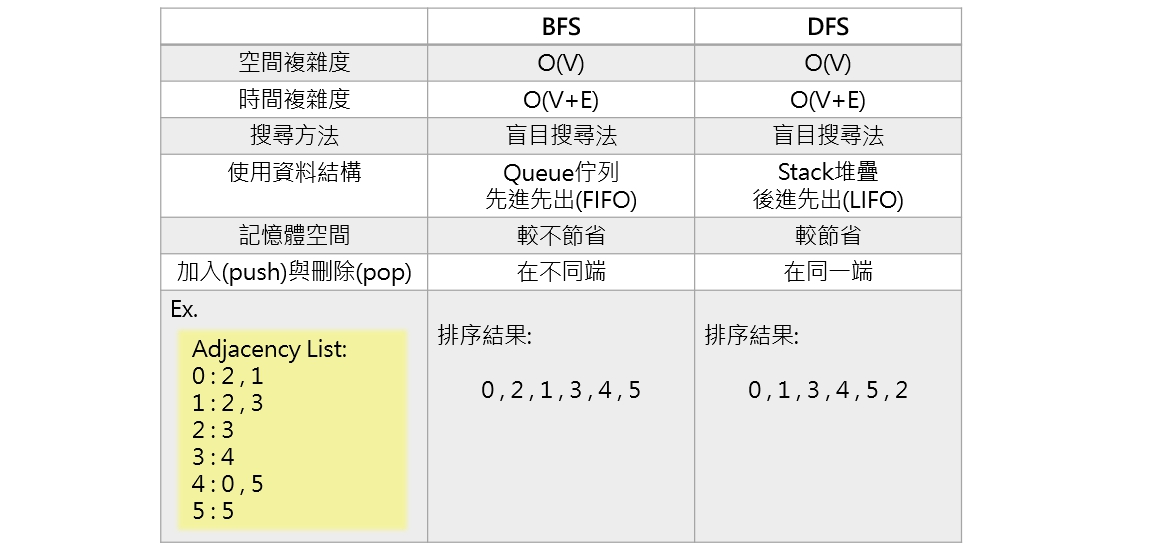 BFS DFS
空間複雜度 O(V) O(V)
時間複雜度 O(V+E) O(V+E)
搜尋方法 盲目搜尋法 盲目搜尋法
使用資料結構 Queue佇列 Stack堆疊
先進先出(FIFO) 後進先出(LIFO)
記憶體空間 較不節省 較節省
加入(push)與刪除(pop) 在不同端 在同一端
Ex.
Adjacency List:
0 : 2 , 1
1 : 2 , 3
2 : 3
3 : 4
4 : 0 , 5
5 : 5
排序結果:
0 , 2 , 1 , 3 , 4 , 5
排序結果:
0 , 1 , 3 , 4 , 5 , 2